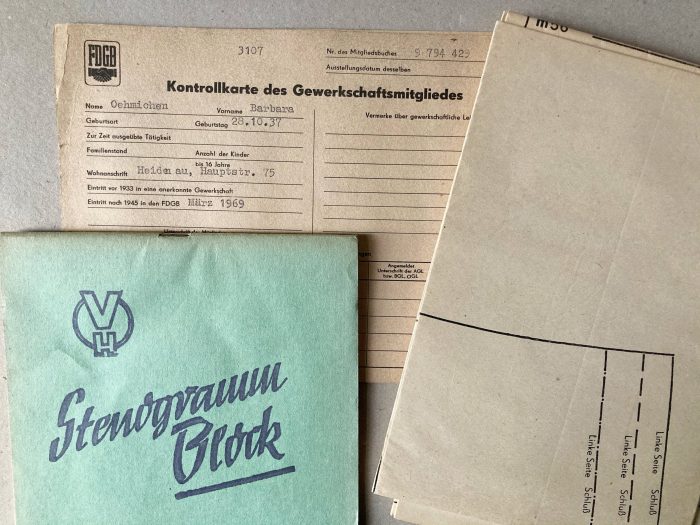 FDGB
3107
Nr. des Mitgliedsbuches 9 794 429
Ausstellungsdatum desselben
Kontrollkarte des Gewerkschaftsmitgliedes
Name Oehmichen Vorname Barbara
Geburtsort Geburtstag 28.10.37
Zur Zeit ausgeübte Tätigkeit
Familienstand Anzahl der Kinder
bis 16 Jahre
Wohnanschrift Heidenau, Hauptstr. 75
Eintritt vor 1933 in eine anerkannte Gewerkschaft
Eintritt nach 1945 in den FDGB März 1969
Vermerke über gewerkschaftliche
Angemeldet
Unterschrift der AGL
bzw. BGL, OGL
VH
Stenogramm
Block
Linke Seite Schluß
Linke Seite Schluß
Linke Seite Schluß